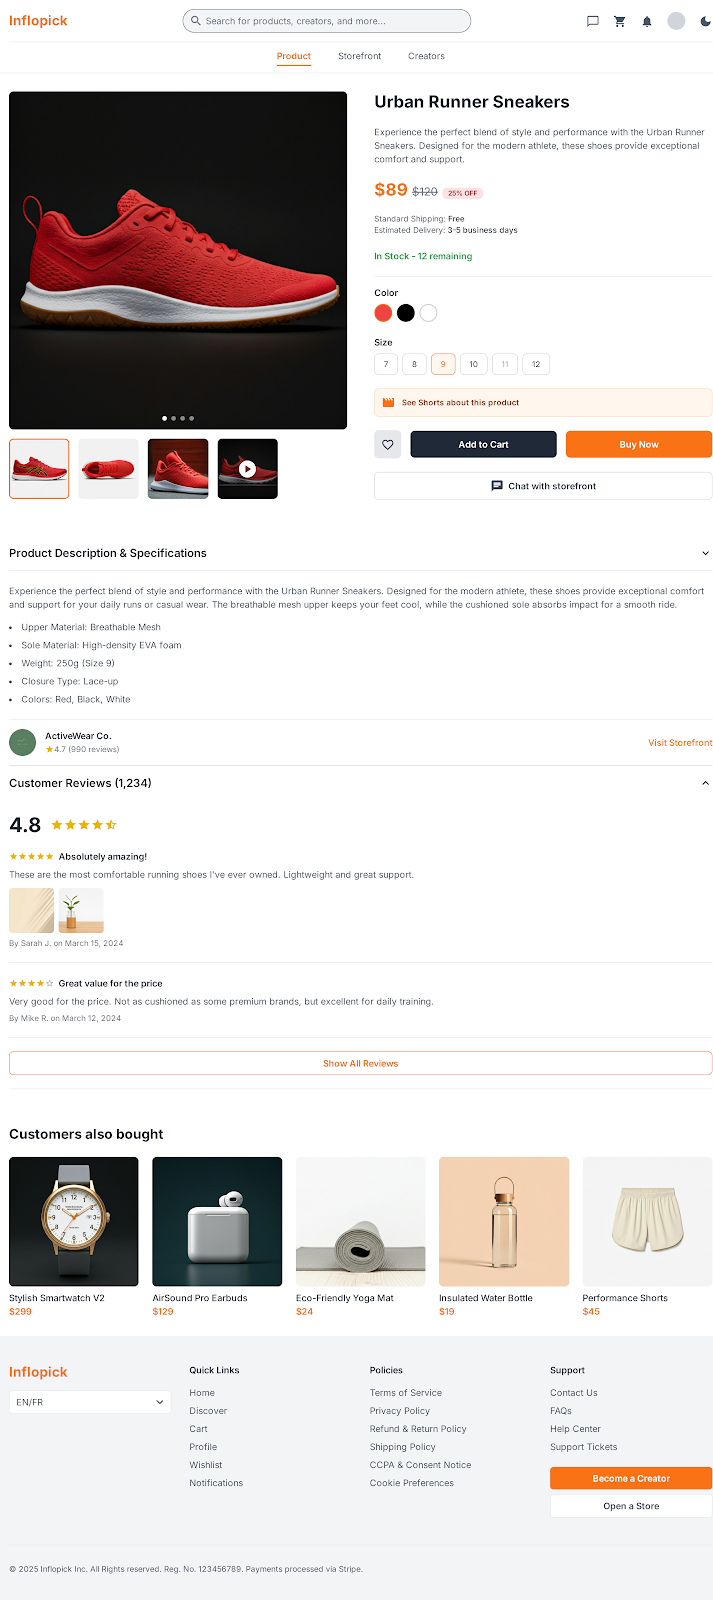 Inflopick
Search for products, creators, and more...
Product Storefront Creators
Urban Runner Sneakers
Experience the perfect blend of style and performance with the Urban Runner
Sneakers. Designed for the modern athlete, these shoes provide exceptional
comfort and support.
$89 $120 25% OFF
Standard Shipping: Free
Estimated Delivery: 3-5 business days
In Stock - 12 remaining
Color
Size
7 8 9 10 11 12
See Shorts about this product
Add to Cart Buy Now
Chat with storefront
Product Description & Specifications
Experience the perfect blend of style and performance with the Urban Runner Sneakers. Designed for the modern athlete, these shoes provide exceptional comfort
and support for your daily runs or casual wear. The breathable mesh upper keeps your feet cool, while the cushioned sole absorbs impact for a smooth ride.
• Upper Material: Breathable Mesh
• Sole Material: High-density EVA foam
• Weight: 250g (Size 9)
• Closure Type: Lace-up
• Colors: Red, Black, White
ActiveWear Co.
★4.7 (990 reviews)
Visit Storefront
Customer Reviews (1,234)
4.8
Absolutely amazing!
These are the most comfortable running shoes I've ever owned. Lightweight and great support.
By Sarah J. on March 15, 2024
Great value for the price
Very good for the price. Not as cushioned as some premium brands, but excellent for daily training.
By Mike R. on March 12, 2024
Show All Reviews
Customers also bought
Stylish Smartwatch V2
$299
AirSound Pro Earbuds
$129
Eco-Friendly Yoga Mat
$24
Insulated Water Bottle
$19
Performance Shorts
$45
Inflopick
EN/FR
Quick Links
Home
Discover
Cart
Profile
Wishlist
Notifications
Policies
Terms of Service
Privacy Policy
Refund & Return Policy
Shipping Policy
CCPA & Consent Notice
Cookie Preferences
Support
Contact Us
FAQs
Help Center
Support Tickets
Become a Creator
Open a Store
© 2025 Inflopick Inc. All Rights reserved. Reg. No. 123456789. Payments processed via Stripe.